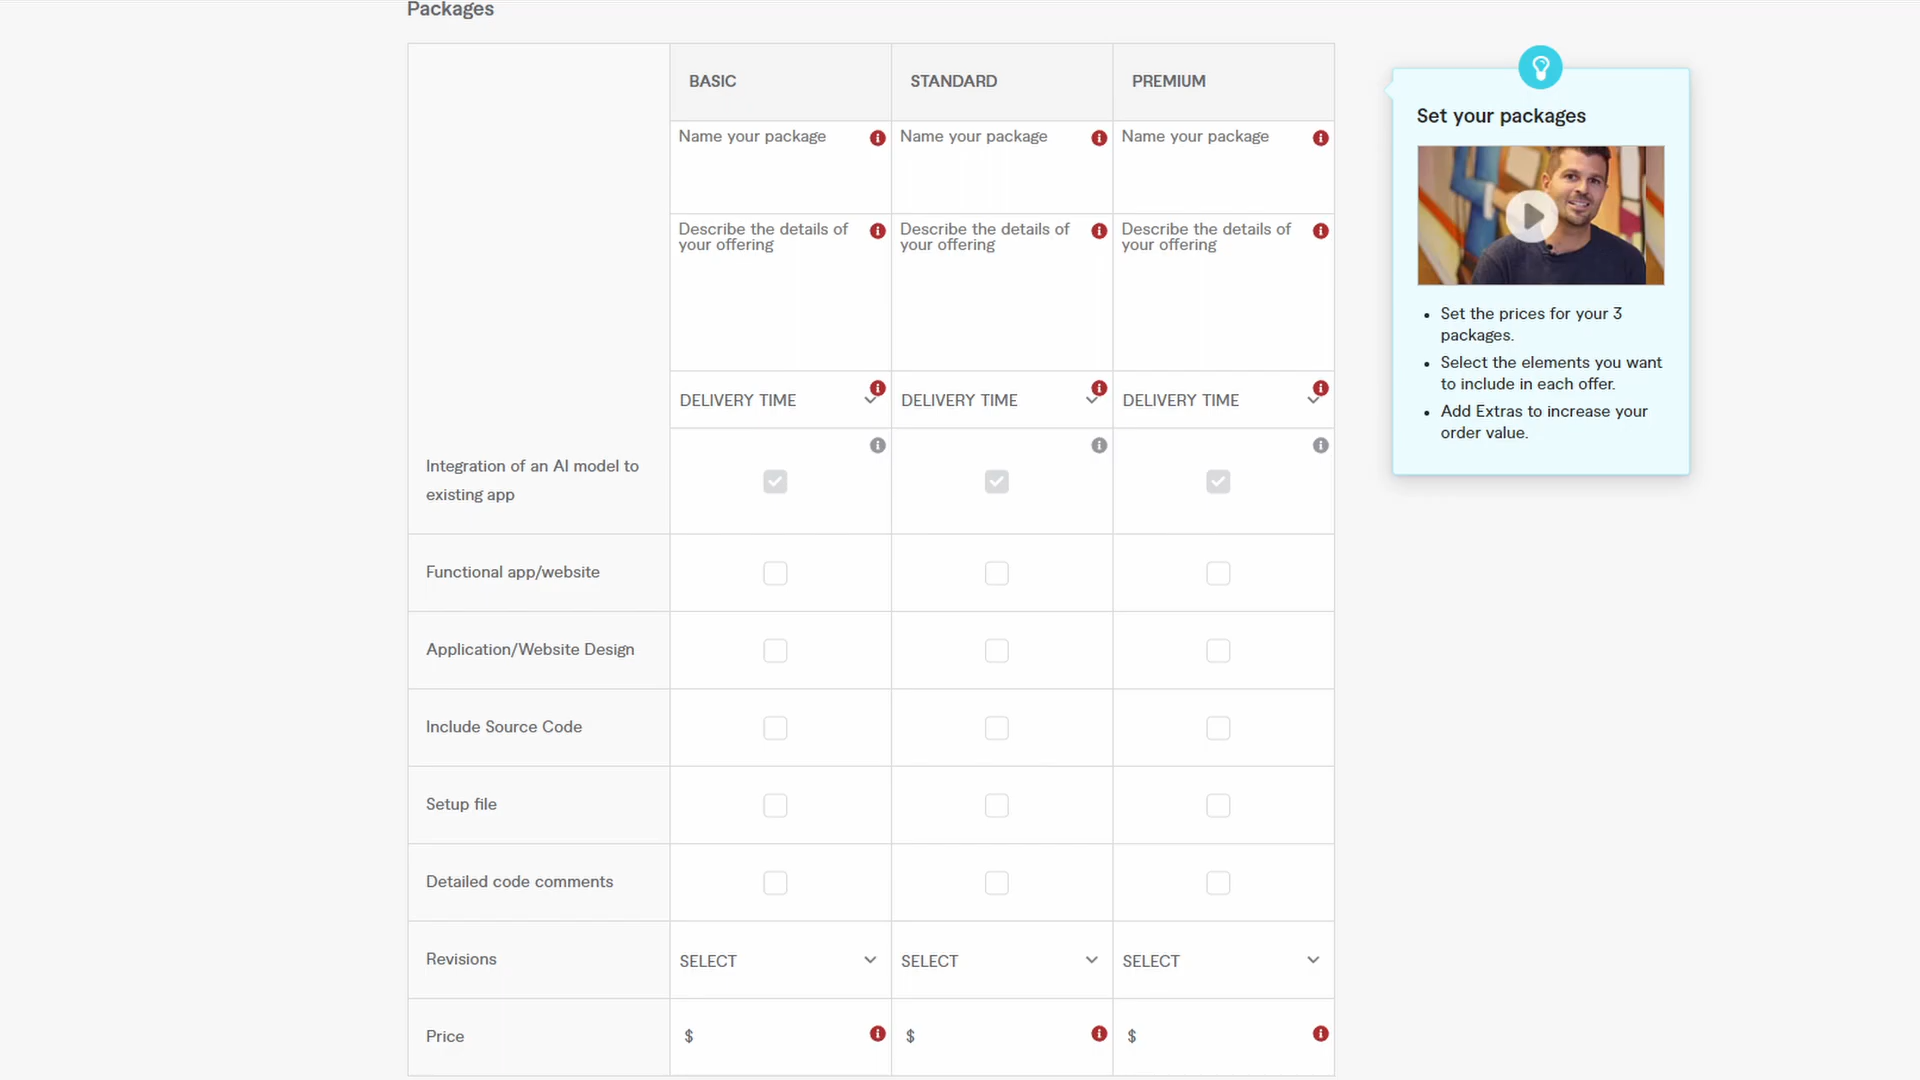 Packages
BASIC STANDARD PREMIUM
Name your package Name your package Name your package
Describe the details of your offering Describe the details of your offering Describe the details of your offering
DELIVERY TIME DELIVERY TIME DELIVERY TIME
Integration of an AI model to
existing app
Functional app/website
Application/Website Design
Include Source Code
Setup file
Detailed code comments
Revisions SELECT SELECT SELECT
Price $ $ $
Set your packages
• Set the prices for your 3
packages.
• Select the elements you want
to include in each offer.
• Add Extras to increase your
order value.